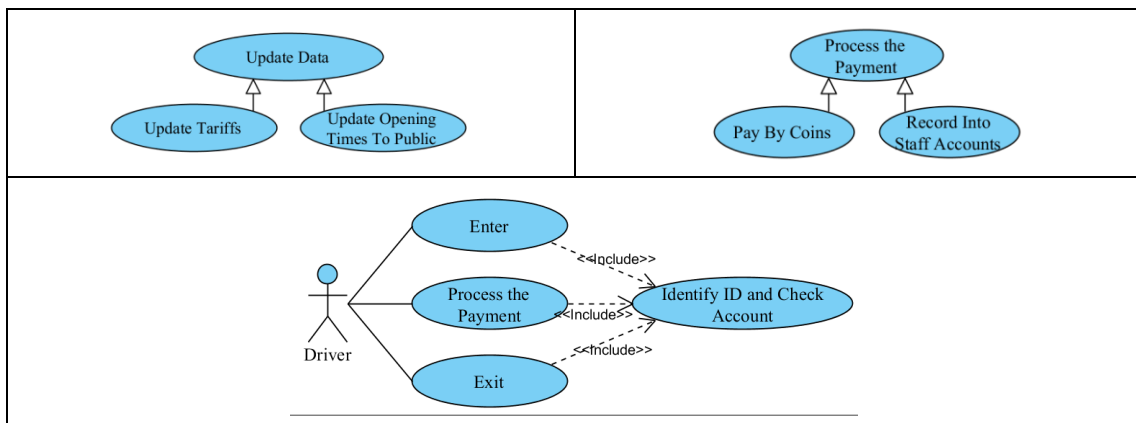 Update Data
Update Tariffs
Update Opening
Times To Public
Process the
Payment
Pay By Coins
Record Into
Staff Accounts
Enter
<<Include>>
Process the
Payment
<<Include>>
Identify ID and Check
Account
<<Include>>
Driver
Exit